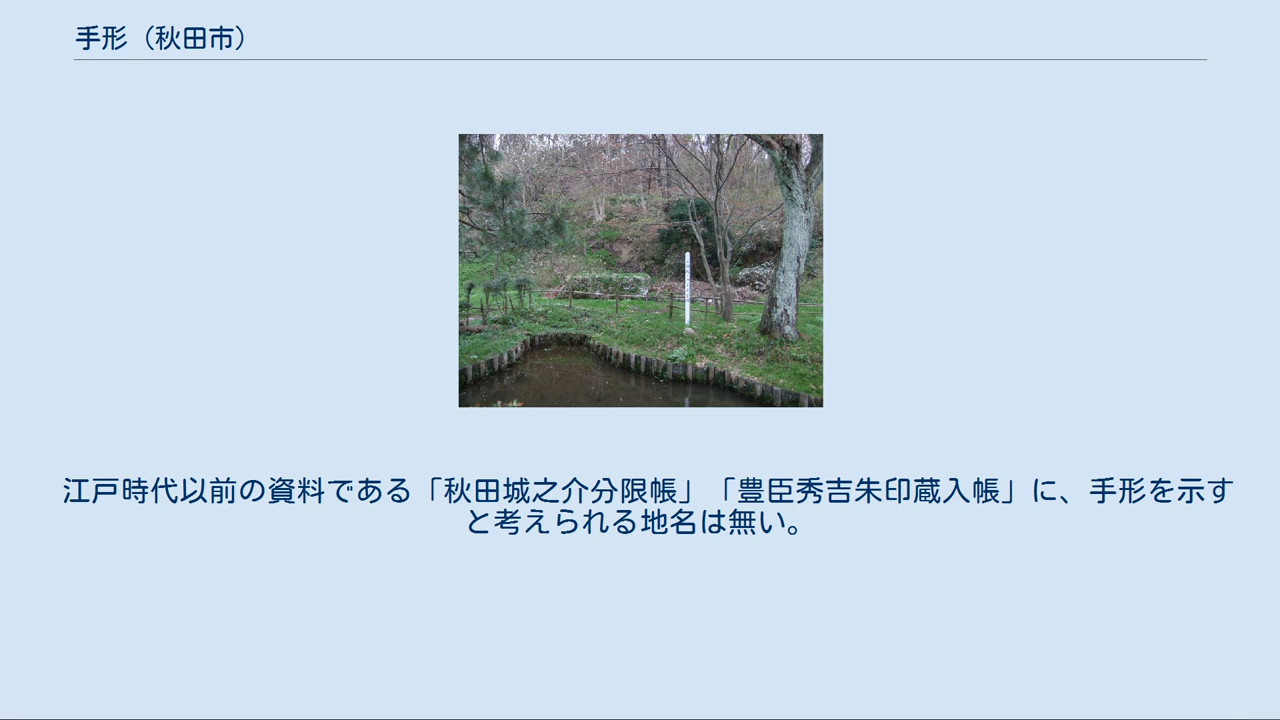 手形（秋田市）
江戸時代以前の資料である「秋田城之介分限帳」「豊臣秀吉朱印蔵入帳」に、手形を示す
と考えられる地名は無い。